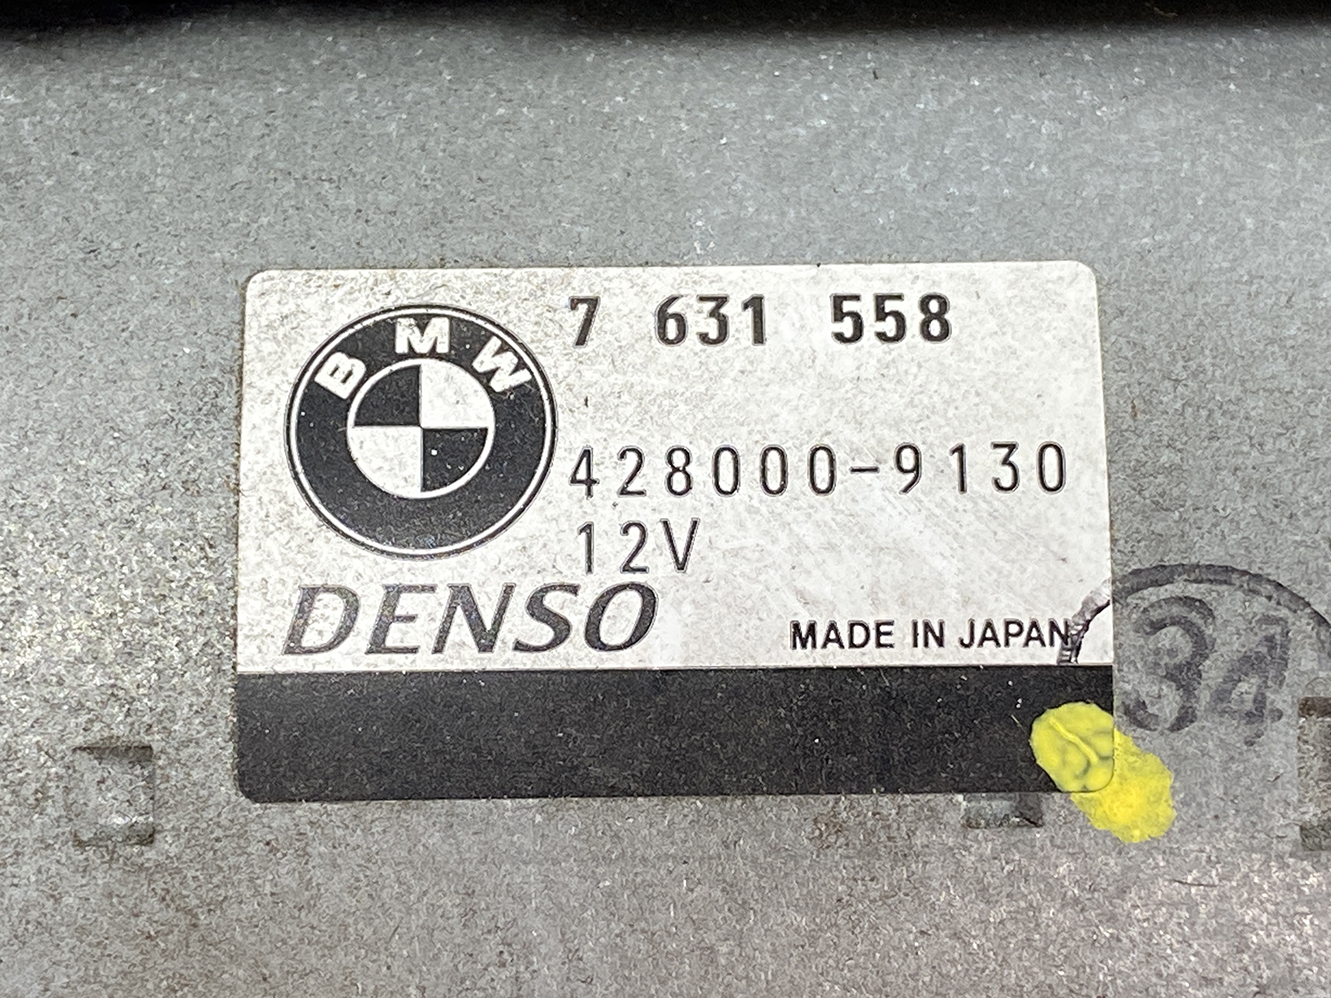 BMW
7 631 558
428000-9130
12V
DENSO
MADE IN JAPAN
34